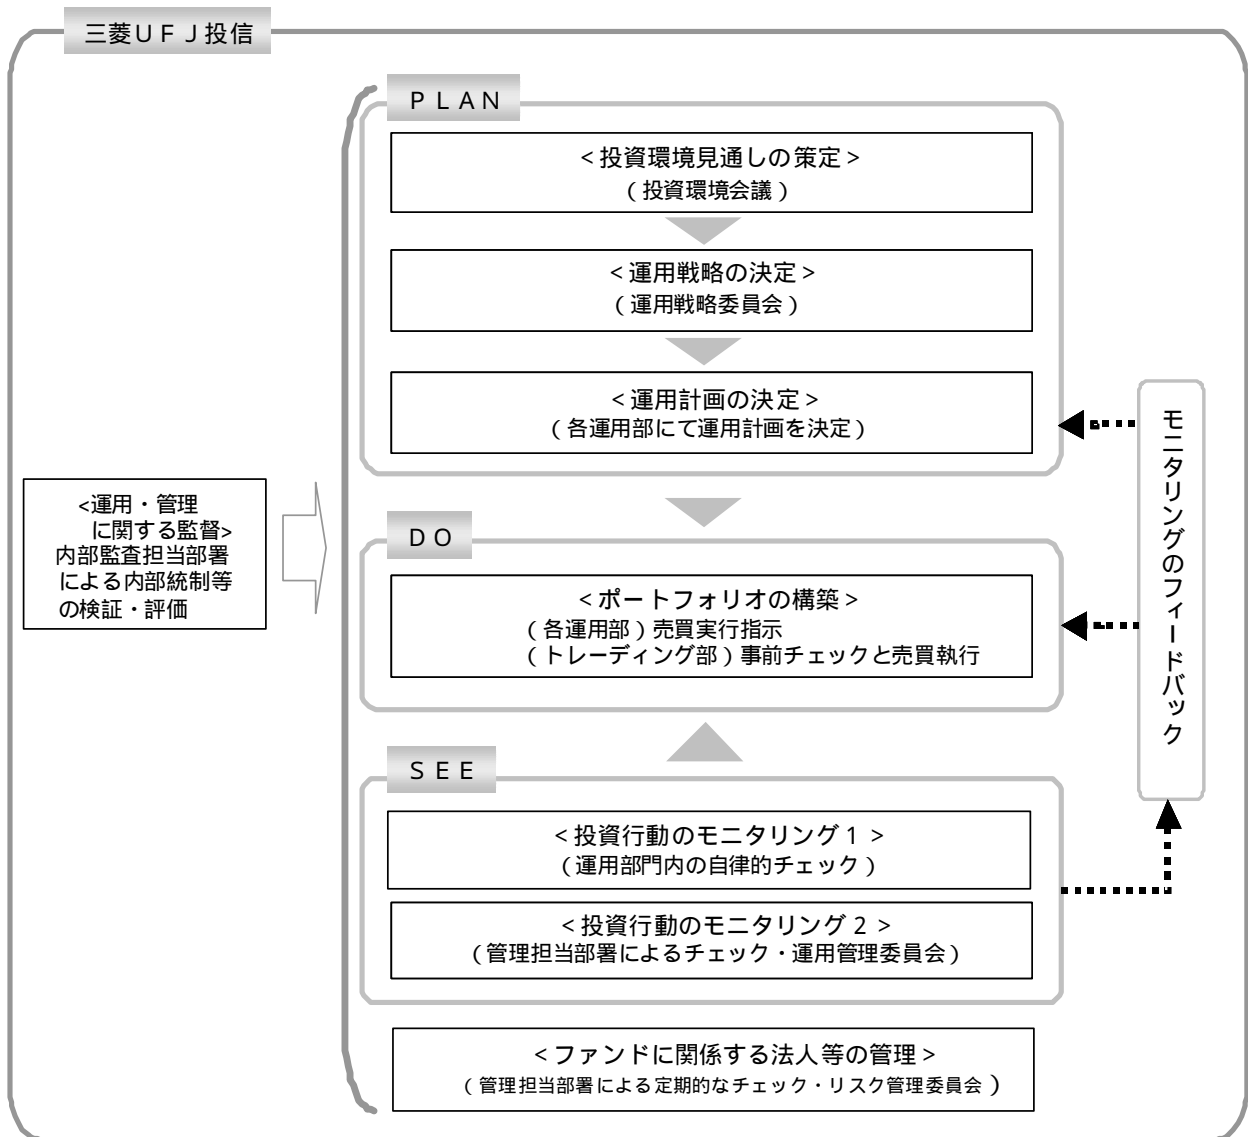 三菱ＵＦＪ投信
ＰＬＡＮ
＜投資環境見通しの策定＞
（投資環境会議）
＜運用戦略の決定＞
（運用戦略委員会）
＜運用計画の決定＞
（各運用部にて運用計画を決定）
モニタリングのフィードバック
<運用・管理
に関する監督>
内部監査担当部署
による内部統制等
の検証・評価
ＤＯ
＜ポートフォリオの構築＞
（各運用部）売買実行指示
（トレーディング部）事前チェックと売買執行
ＳＥＥ
＜投資行動のモニタリング１＞
（運用部門内の自律的チェック）
＜投資行動のモニタリング２＞
（管理担当部署によるチェック・運用管理委員会）
＜ファンドに関係する法人等の管理＞
（管理担当部署による定期的なチェック・リスク管理委員会）